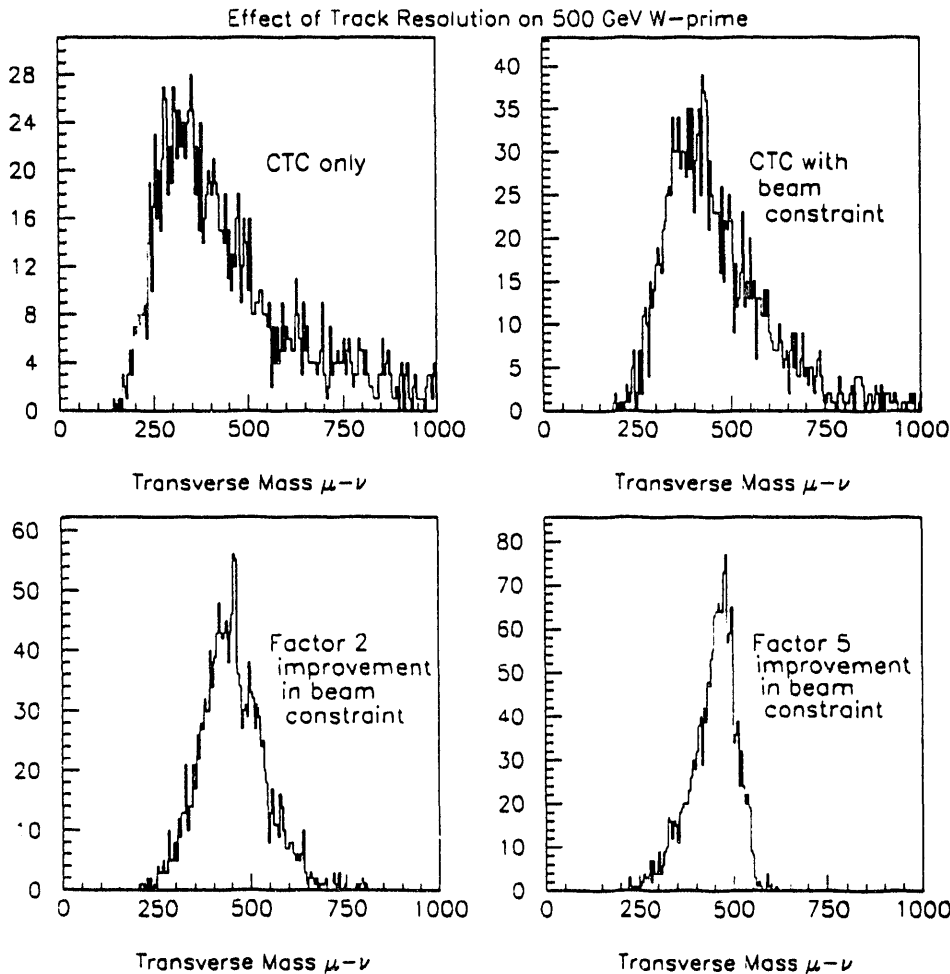 Effect of Track Resolution on 500 GeV W-prime
28
24
20
16
12
8
4
0
CTC only
0 250 500 750 1000
Transverse Mass μ-ν
40
35
30
25
20
15
10
5
0
CTC with
beam
constraint
0 250 500 750 1000
Transverse Mass μ-ν
60
50
40
30
20
10
0
Factor 2
improvement
in beam
constraint
0 250 500 750 1000
Transverse Mass μ-ν
80
70
60
50
40
30
20
10
0
Factor 5
improvement
in beam
constraint
0 250 500 750 1000
Transverse Mass μ-ν